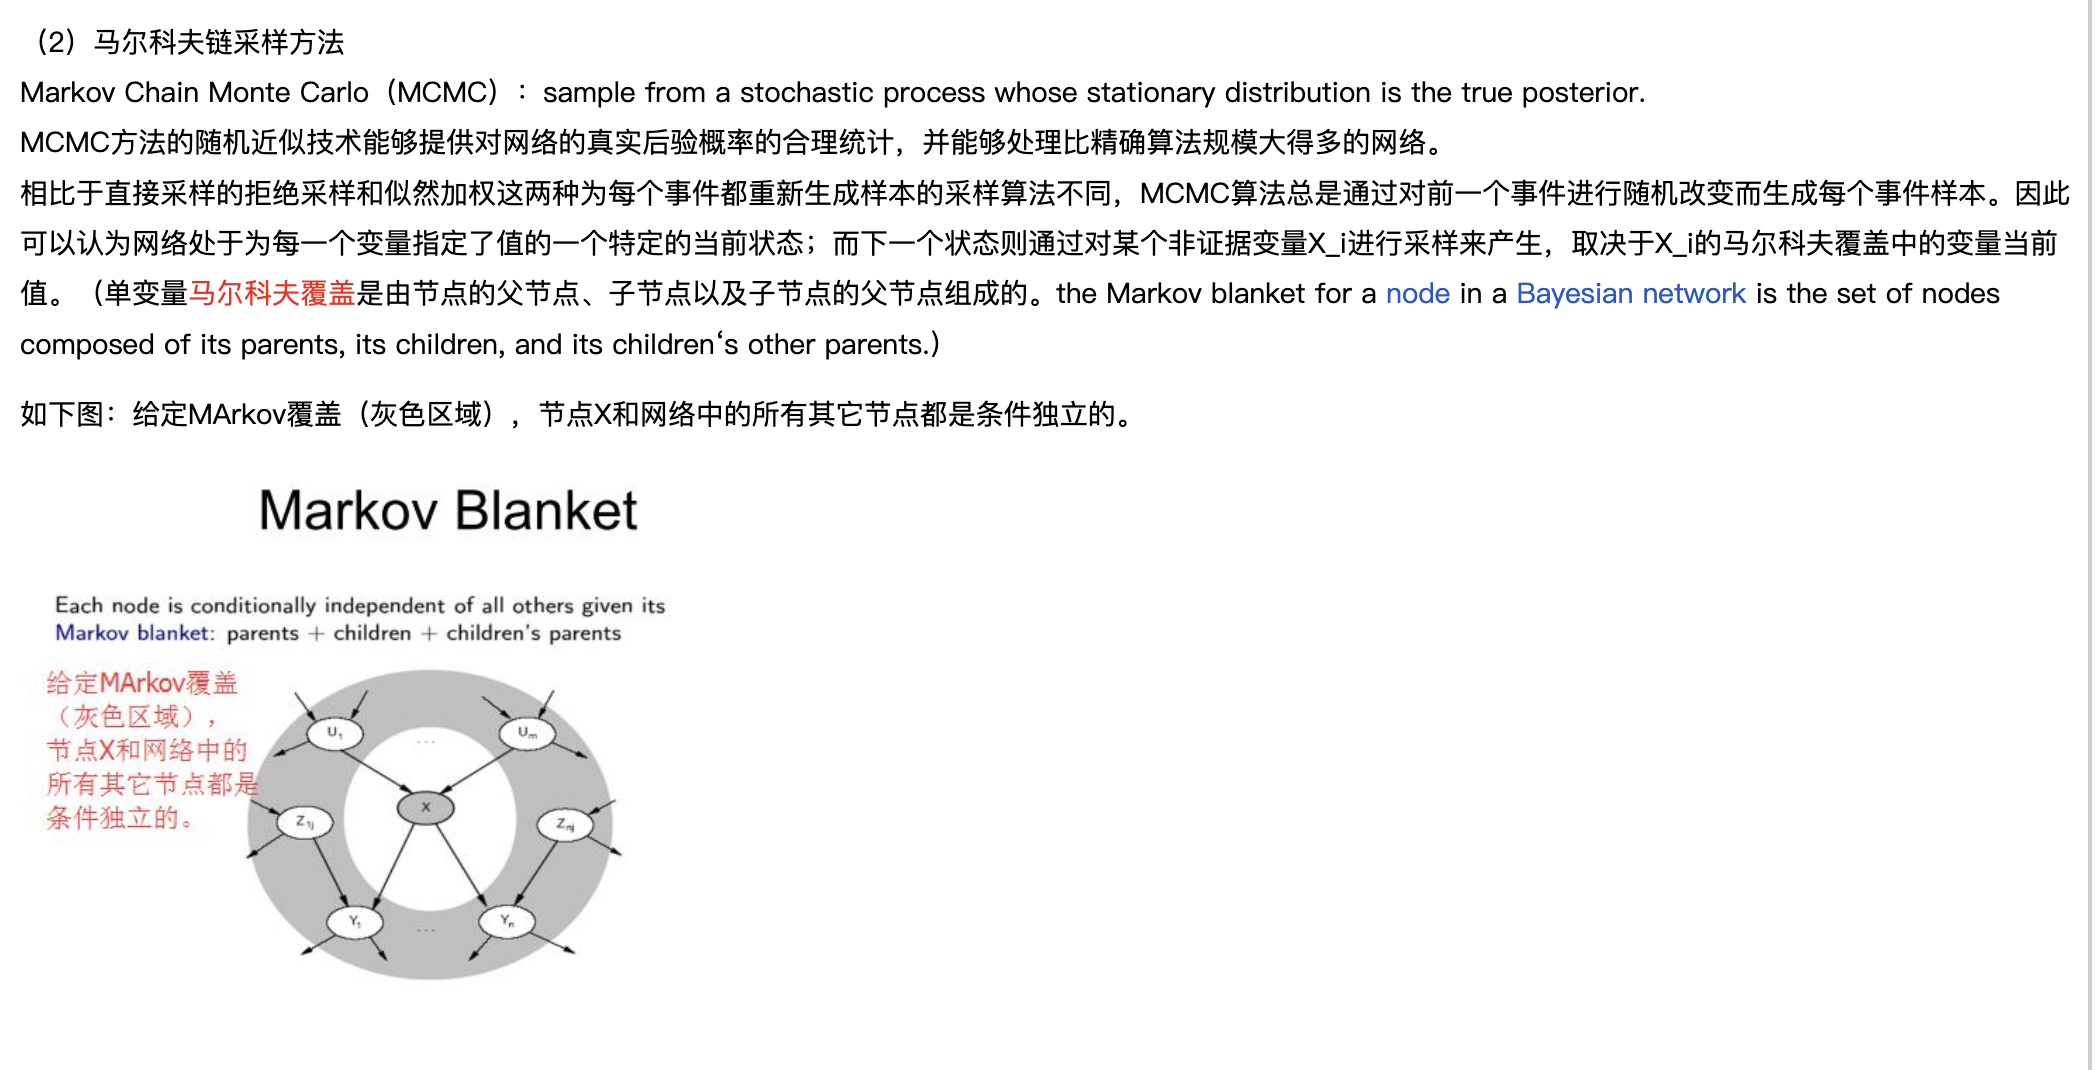 （2）马尔科夫链采样方法
Markov Chain Monte Carlo（MCMC）：sample from a stochastic process whose stationary distribution is the true posterior.
MCMC方法的随机近似技术能够提供对网络的真实后验概率的合理统计，并能够处理比精确算法规模大得多的网络。
相比于直接采样的拒绝采样和似然加权这两种为每个事件都重新生成样本的采样算法不同，MCMC算法总是通过对前一个事件进行随机改变而生成每个事件样本。因此
可以认为网络处于为每一个变量指定了值的一个特定的当前状态；而下一个状态则通过对某个非证据变量X_i进行采样来产生，取决于X_i的马尔科夫覆盖中的变量当前
值。（单变量马尔科夫覆盖是由节点的父节点、子节点以及子节点的父节点组成的。the Markov blanket for a node in a Bayesian network is the set of nodes
composed of its parents, its children, and its children‘s other parents.）
如下图：给定MArkov覆盖（灰色区域），节点X和网络中的所有其它节点都是条件独立的。
Markov Blanket
Each node is conditionally independent of all others given its
Markov blanket: parents + children + children's parents
给定MArkov覆盖
（灰色区域），
节点X和网络中的
所有其它节点都是
条件独立的。
U₁ ... Uₘ
X
Z₁ⱼ Zₙⱼ
Y₁ ... Yₙ